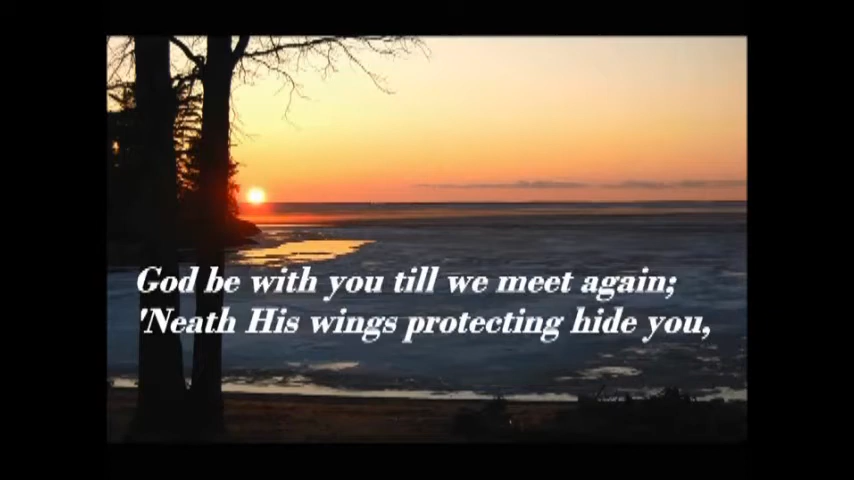 God be with you till we meet again;
'Neath His wings protecting hide you,